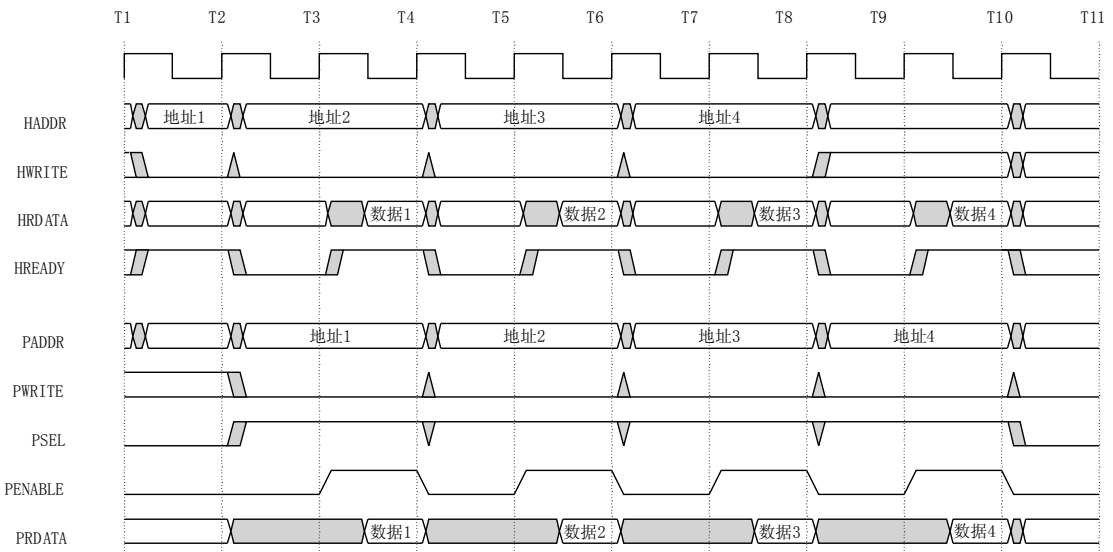 T1 T2 T3 T4 T5 T6 T7 T8 T9 T10 T11
HADDR 地址1 地址2 地址3 地址4
HWRITE
HRDATA 数据1 数据2 数据3 数据4
HREADY
PADDR 地址1 地址2 地址3 地址4
PWRITE
PSEL
PENABLE
PRDATA 数据1 数据2 数据3 数据4